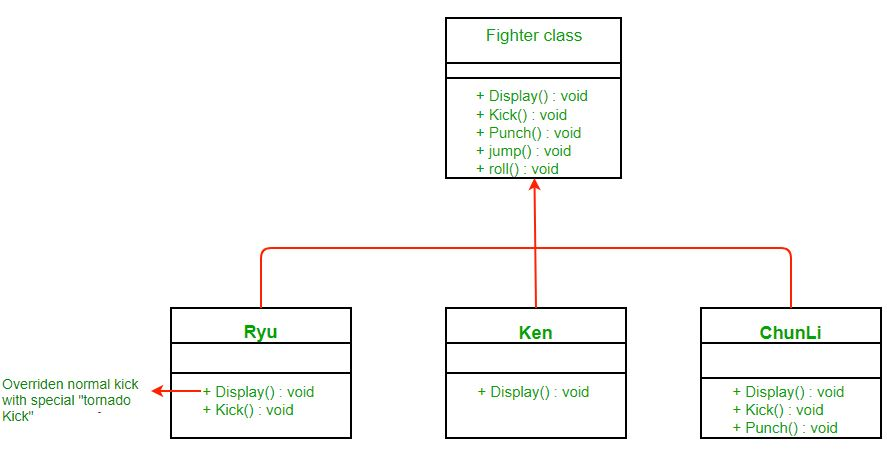 Fighter class
+ Display() : void
+ Kick() : void
+ Punch() : void
+ jump() : void
+ roll() : void
Ryu
+ Display() : void
+ Kick() : void
Overriden normal kick
with special "tornado
Kick"
Ken
+ Display() : void
ChunLi
+ Display() : void
+ Kick() : void
+ Punch() : void